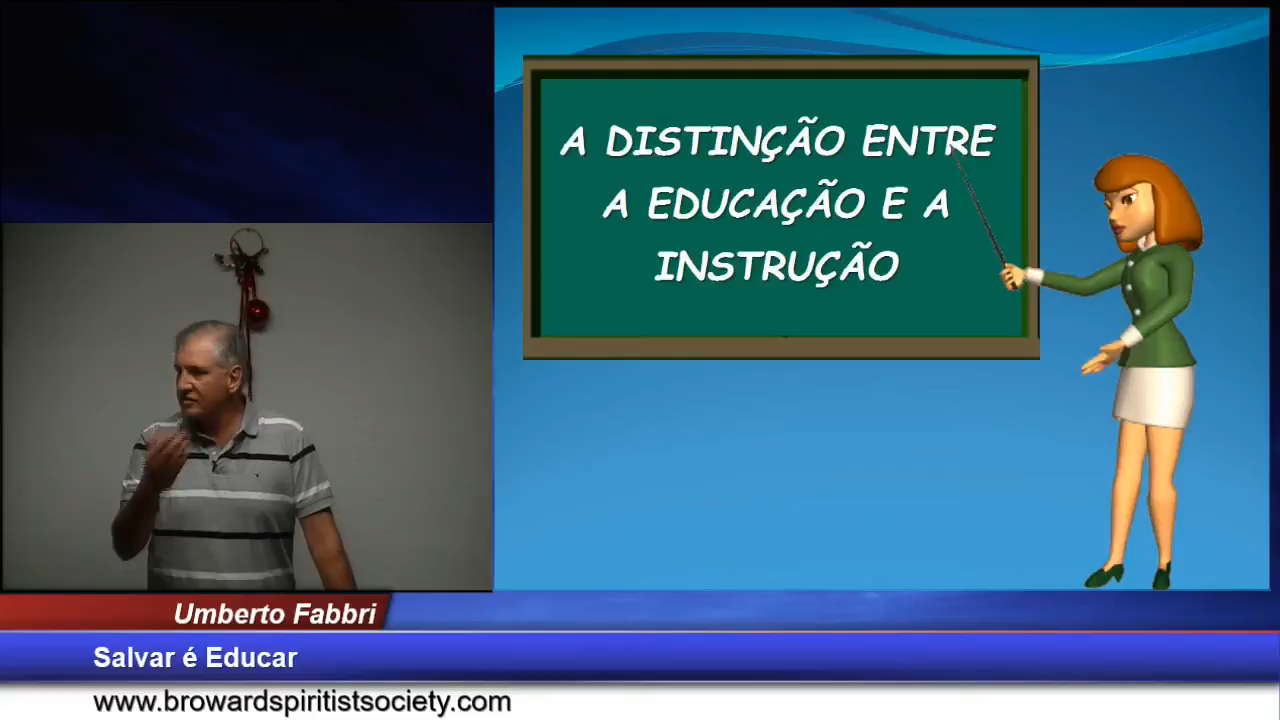 A DISTINÇÃO ENTRE
A EDUCAÇÃO E A
INSTRUÇÃO
Umberto Fabbri
Salvar é Educar
www.browardspiritistsociety.com